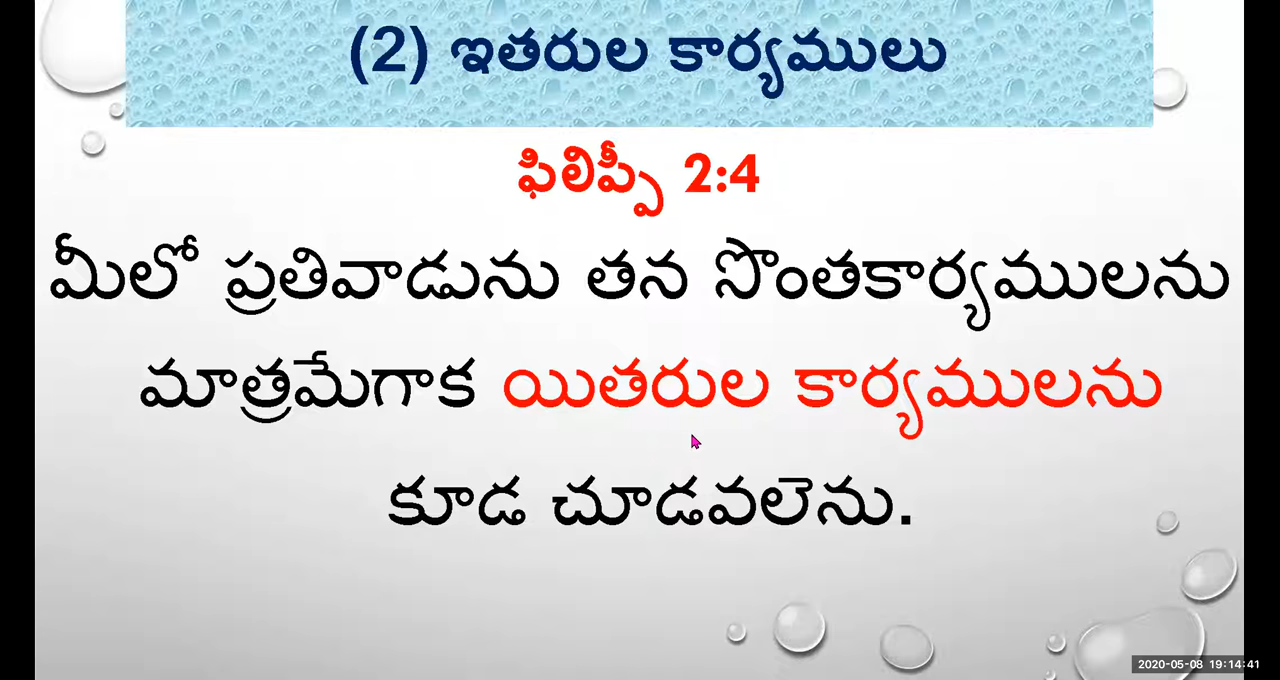 (2) ఇతరుల కార్యములు
ఫిలిప్పీ 2:4
మీలో ప్రతివాడును తన సొంతకార్యములను
మాత్రమేగాక యితరుల కార్యములను
కూడ చూడవలెను.
2020-05-08 19:14:41